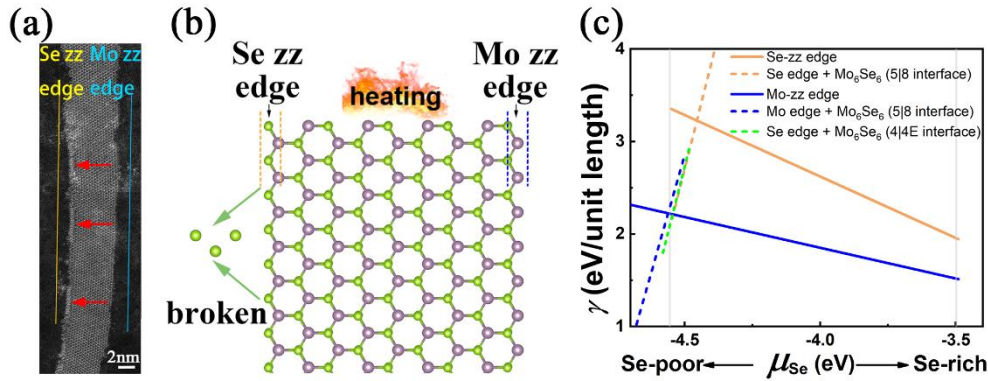 (a)
Se zz Mo zz
edge edge
2nm
(b)
Se zz
edge
heating
Mo zz
edge
broken
(c)
γ (eV/unit length)
4
3
2
1
Se-zz edge
Se edge + Mo₆Se₆ (5|8 interface)
Mo-zz edge
Mo edge + Mo₆Se₆ (5|8 interface)
Se edge + Mo₆Se₆ (4|4E interface)
-4.5 -4.0 -3.5
Se-poor μSe (eV) Se-rich